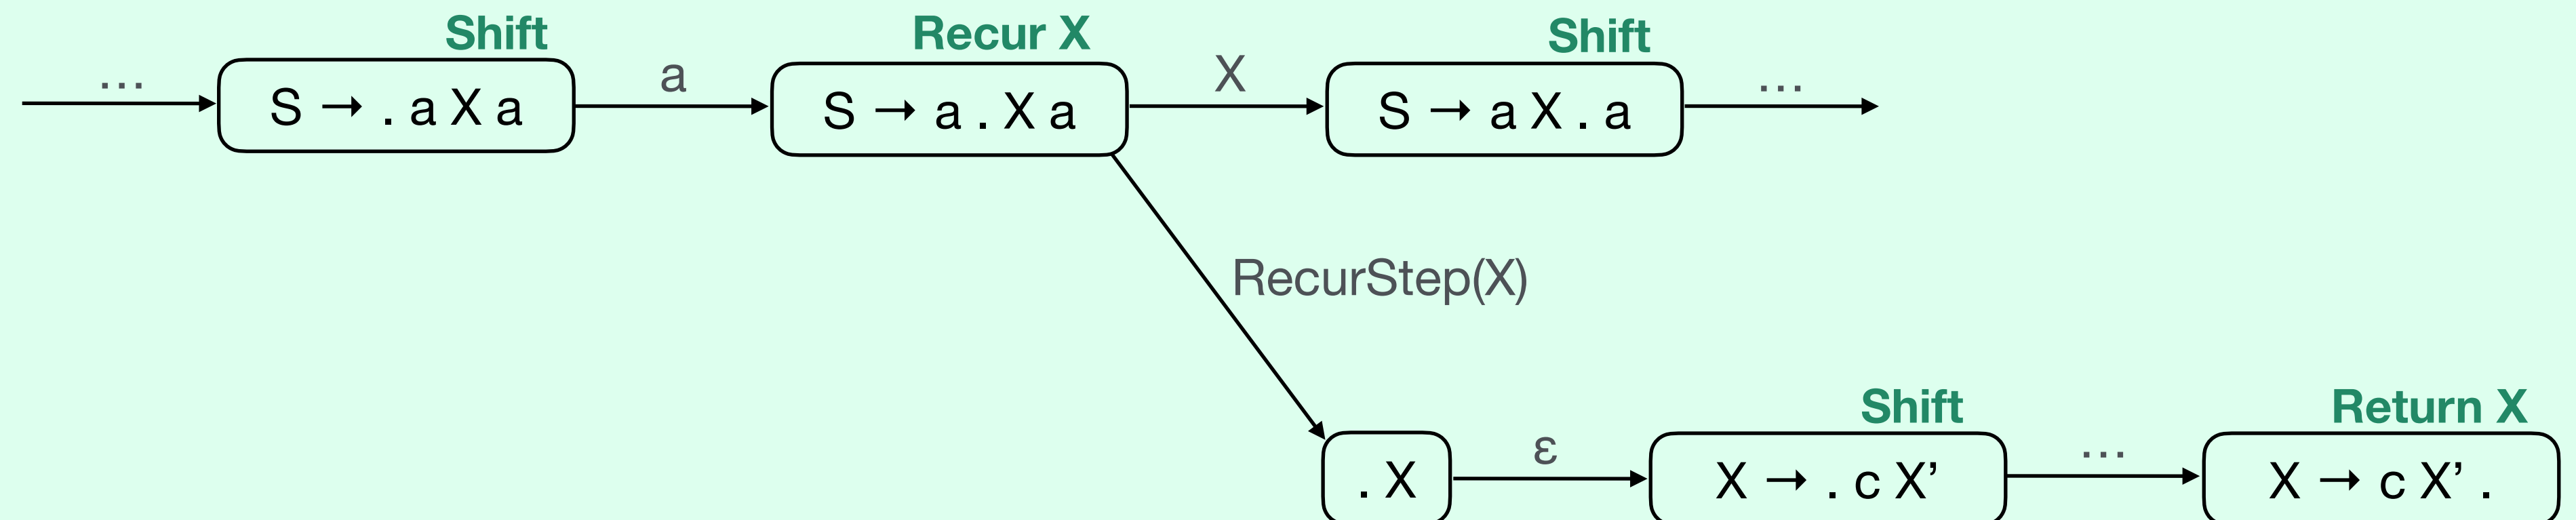 Shift Recur X Shift
... a X ...
S → . a X a S → a . X a S → a X . a
RecurStep(X)
Shift Return X
ε ...
. X X → . c X’ X → c X’ .